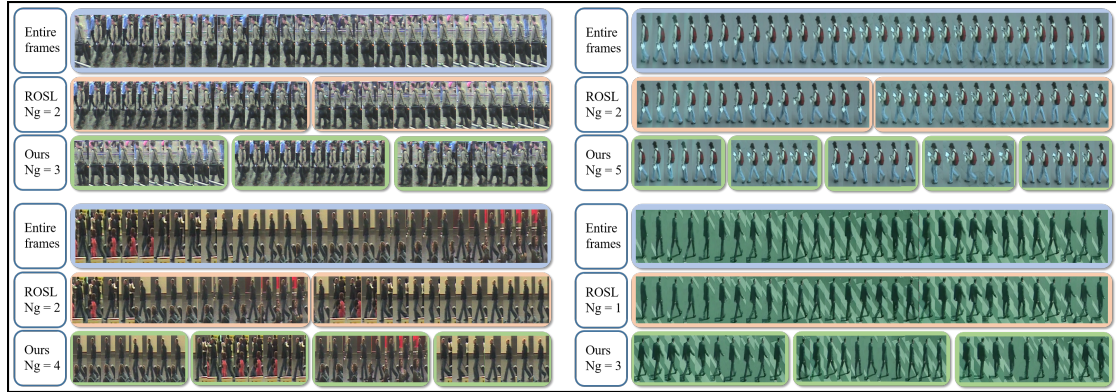 Entire
frames
ROSL
Ng = 2
Ours
Ng = 3
Entire
frames
ROSL
Ng = 2
Ours
Ng = 5
Entire
frames
ROSL
Ng = 2
Ours
Ng = 4
Entire
frames
ROSL
Ng = 1
Ours
Ng = 3